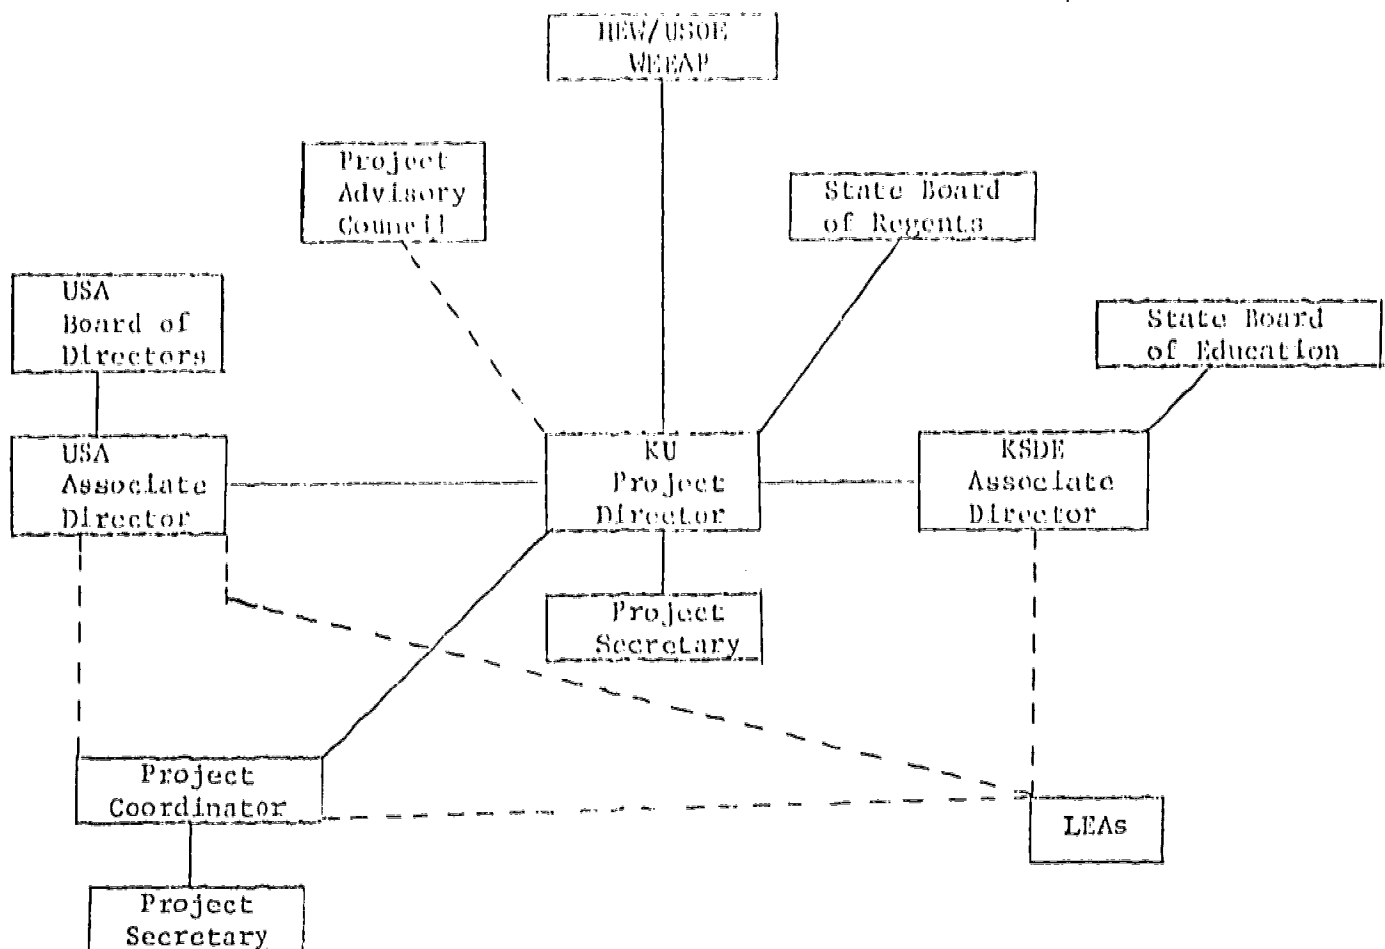 HEW/USOE
WEEAP
Project
Advisory
Council
State Board
of Regents
USA
Board of
Directors
State Board
of Education
USA
Associate
Director
KU
Project
Director
KSDE
Associate
Director
Project
Secretary
Project
Coordinator
LEAs
Project
Secretary